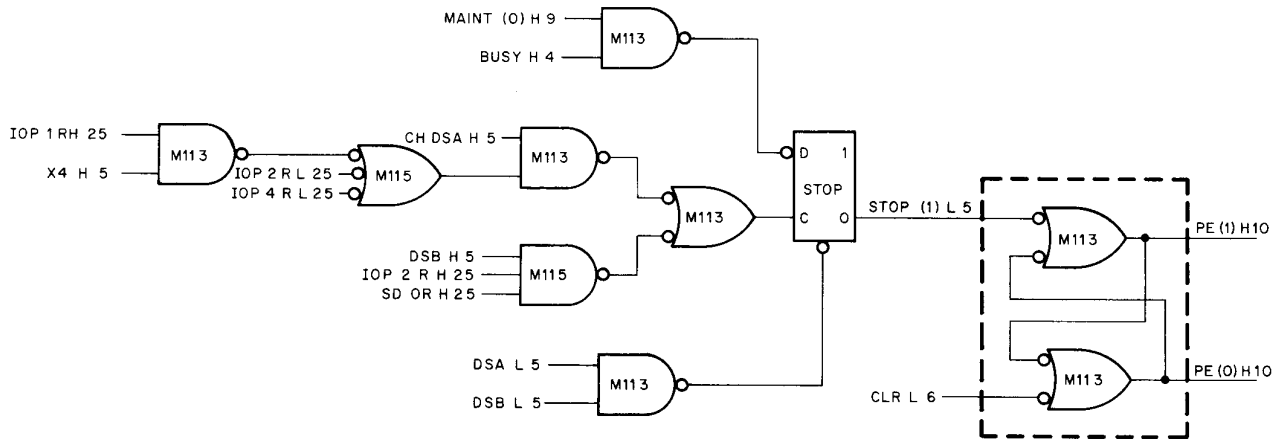 MAINT (0) H 9
M113
BUSY H 4
IOP 1 RH 25
M113
X4 H 5
IOP 2 R L 25
IOP 4 R L 25
M115
CH DSA H 5
M113
M113
DSB H 5
IOP 2 R H 25
SD OR H 25
M115
D 1
STOP
C 0
STOP (1) L 5
M113
PE (1) H10
DSA L 5
DSB L 5
M113
M113
PE (0) H10
CLR L 6